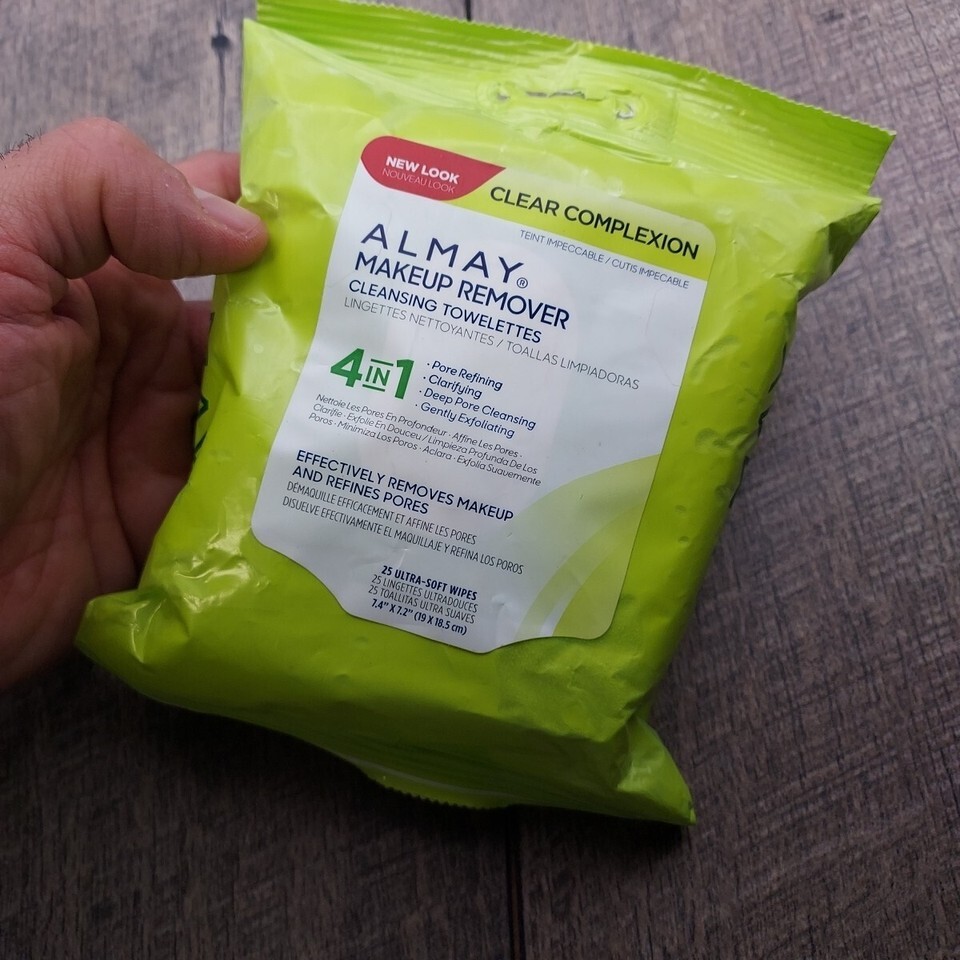 NEW LOOK
NOUVEAU LOOK
CLEAR COMPLEXION
TEINT IMPECCABLE / CUTIS IMPECABLE
ALMAY®
MAKEUP REMOVER
CLEANSING TOWELETTES
LINGETTES NETTOYANTES / TOALLAS LIMPIADORAS
4IN1
· Pore Refining
· Clarifying
· Deep Pore Cleansing
· Gently Exfoliating
Nettoie Les Pores En Profondeur · Affine Les Pores ·
Clarifie · Exfolie En Douceu / Limpieza Profunda De Los
Poros · Minimiza Los Poros · Aclara · Exfolia Suavemente
EFFECTIVELY REMOVES MAKEUP
AND REFINES PORES
DÉMAQUILLE EFFICACEMENT ET AFFINE LES PORES
DISUELVE EFECTIVAMENTE EL MAQUILLAJE Y REFINA LOS POROS
25 ULTRA-SOFT WIPES
25 LINGETTES ULTRADOUCES
25 TOALLITAS ULTRA SUAVES
7.4" X 7.2" (19 X 18.5 cm)